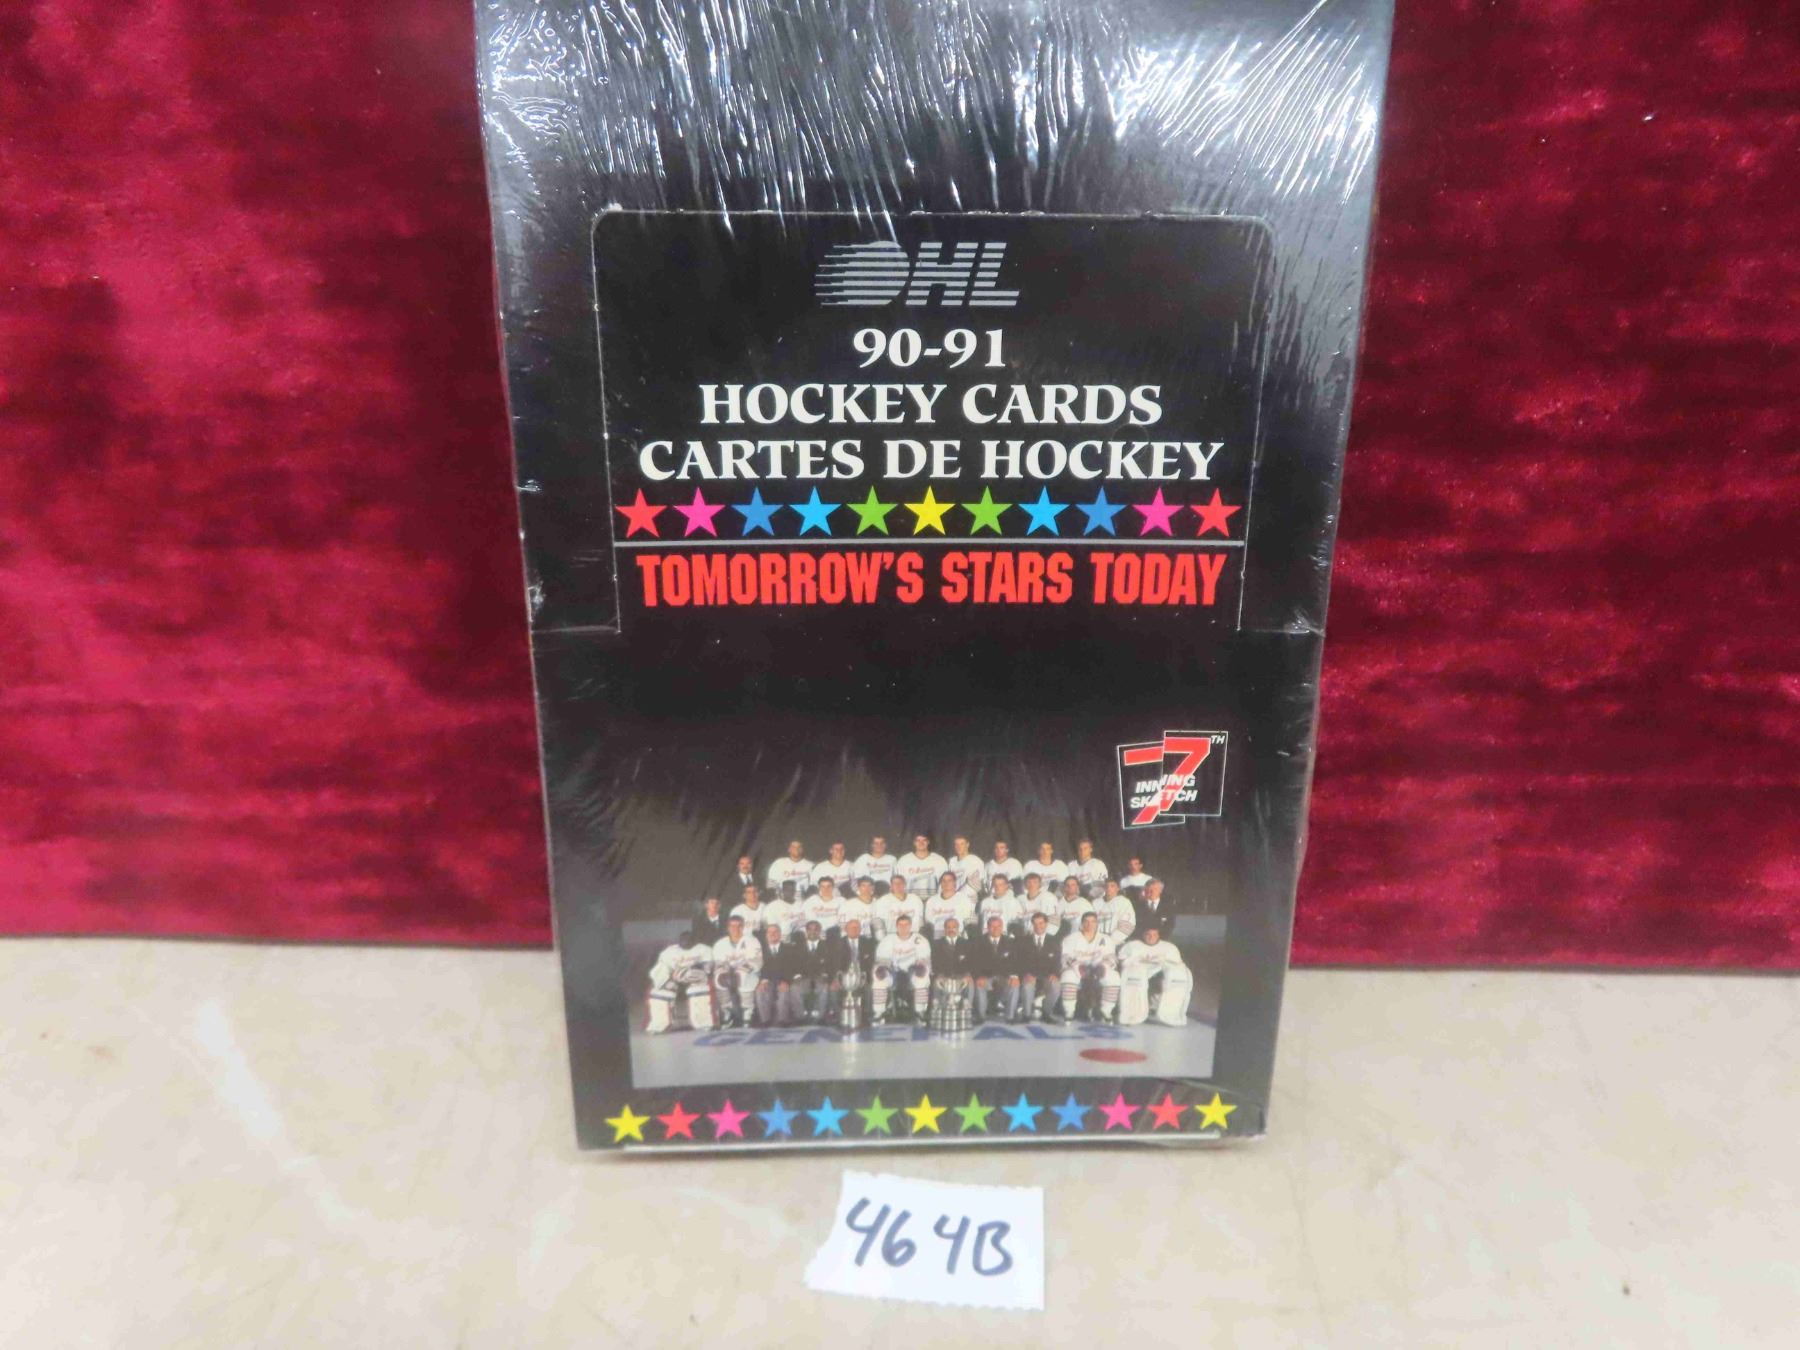 OHL
90-91
HOCKEY CARDS
CARTES DE HOCKEY
TOMORROW'S STARS TODAY
7TH
INNING
SKETCH
GENERALS
464B